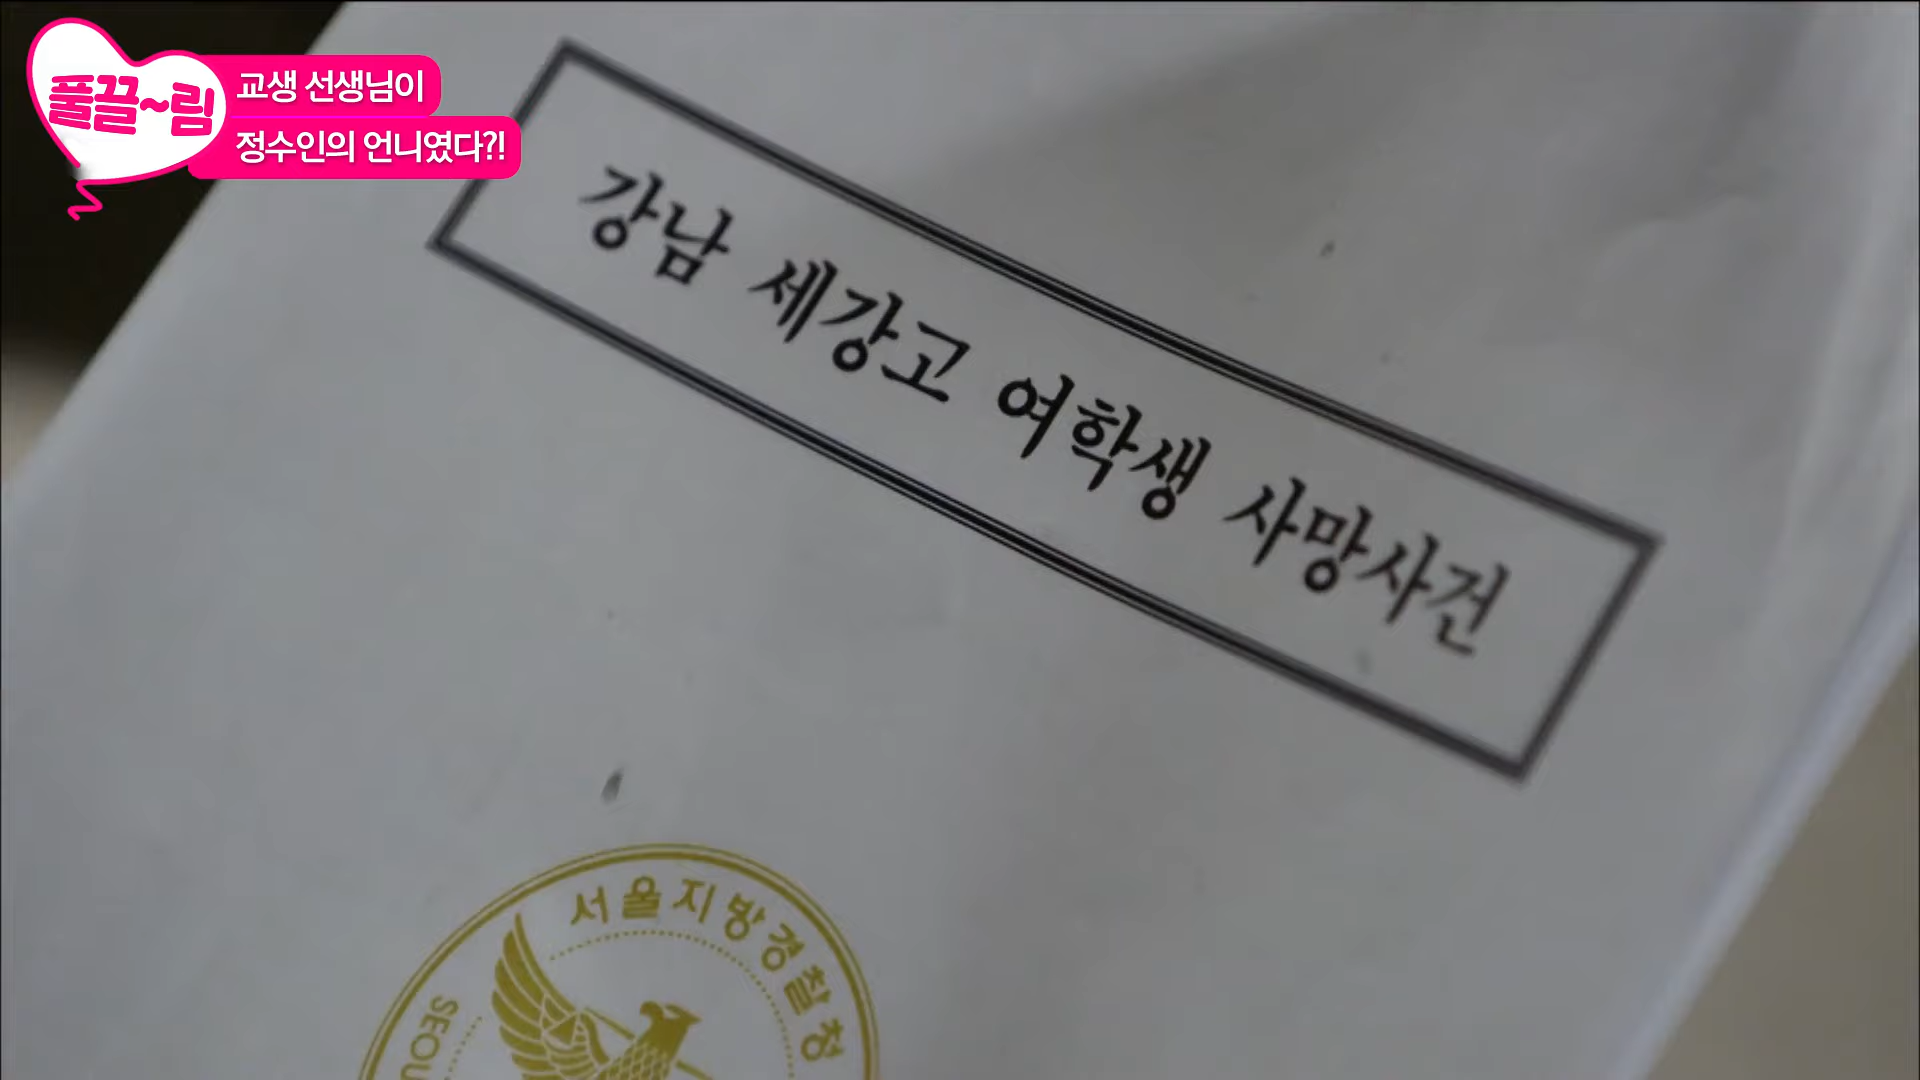 풀끌~림
교생 선생님이
정수인의 언니였다?!
강남 세강고 여학생 사망사건
서울지방경찰청
SEOU